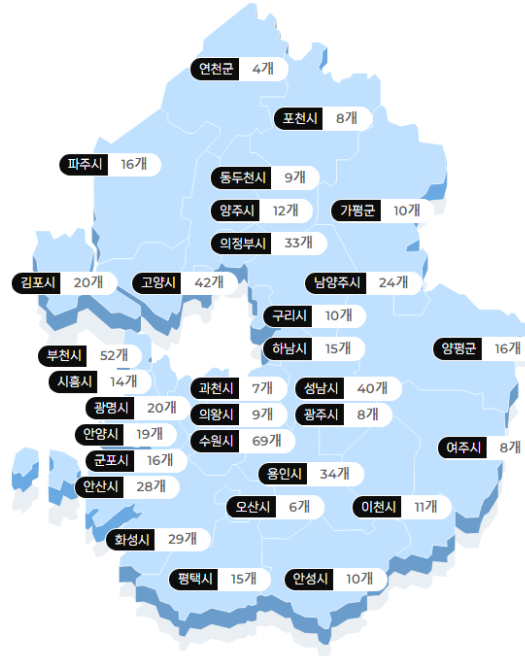 연천군 4개
포천시 8개
파주시 16개
동두천시 9개
양주시 12개
가평군 10개
의정부시 33개
김포시 20개
고양시 42개
남양주시 24개
구리시 10개
하남시 15개
양평군 16개
부천시 52개
시흥시 14개
과천시 7개
성남시 40개
광명시 20개
의왕시 9개
광주시 8개
안양시 19개
수원시 69개
여주시 8개
군포시 16개
용인시 34개
안산시 28개
오산시 6개
이천시 11개
화성시 29개
평택시 15개
안성시 10개